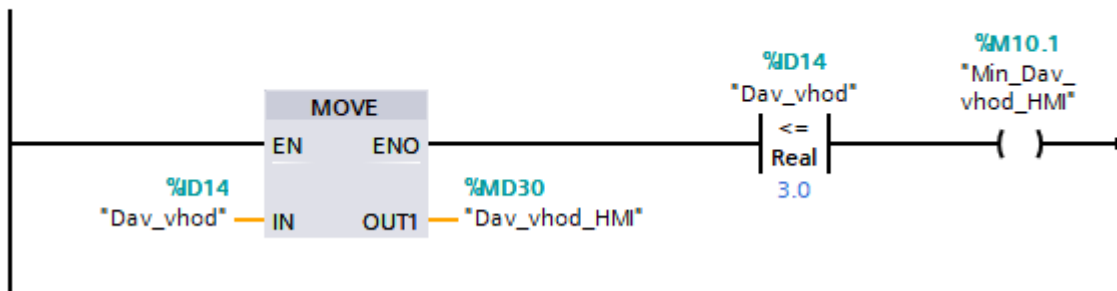 MOVE
EN ENO
%ID14
"Dav_vhod"
IN OUT1
%MD30
"Dav_vhod_HMI"
%ID14
"Dav_vhod"
<=
Real
3.0
%M10.1
"Min_Dav_
vhod_HMI"
( )